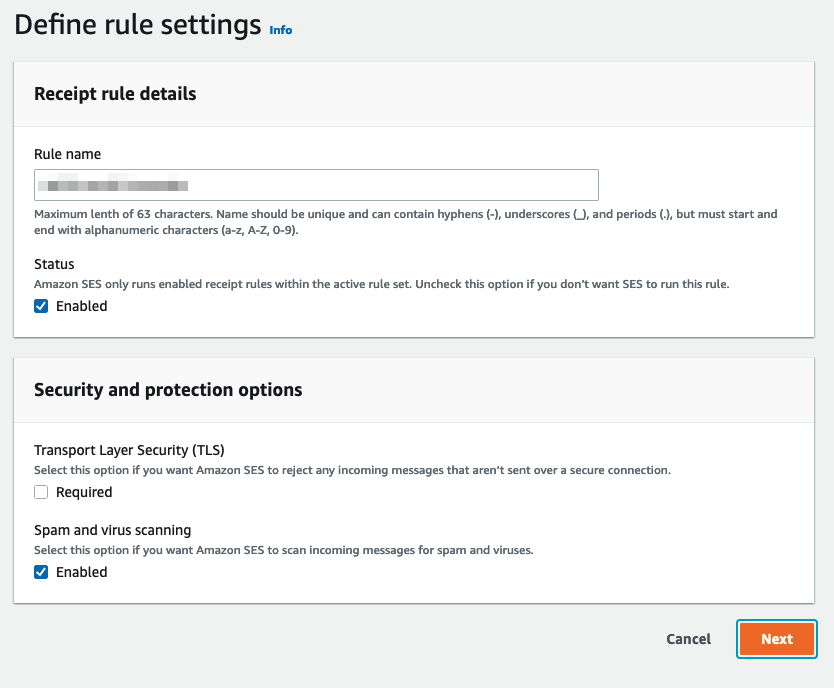 Define rule settings Info
Receipt rule details
Rule name
Maximum lenth of 63 characters. Name should be unique and can contain hyphens (-), underscores (_), and periods (.), but must start and
end with alphanumeric characters (a-z, A-Z, 0-9).
Status
Amazon SES only runs enabled receipt rules within the active rule set. Uncheck this option if you don't want SES to run this rule.
Enabled
Security and protection options
Transport Layer Security (TLS)
Select this option if you want Amazon SES to reject any incoming messages that aren't sent over a secure connection.
Required
Spam and virus scanning
Select this option if you want Amazon SES to scan incoming messages for spam and viruses.
Enabled
Cancel Next